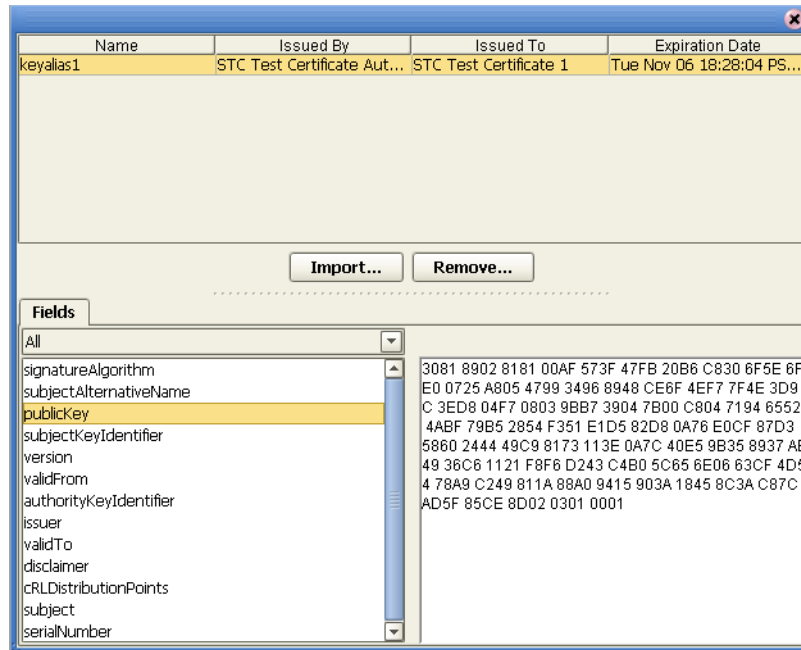 Name Issued By Issued To Expiration Date
keyalias1 STC Test Certificate Aut... STC Test Certificate 1 Tue Nov 06 18:28:04 PS...
Import... Remove...
Fields
All
signatureAlgorithm
subjectAlternativeName
publicKey
subjectKeyIdentifier
version
validFrom
authorityKeyIdentifier
issuer
validTo
disclaimer
cRLDistributionPoints
subject
serialNumber
3081 8902 8181 00AF 573F 47FB 20B6 C830 6F5E 6F
E0 0725 A805 4799 3496 8948 CE6F 4EF7 7F4E 3D9
C 3ED8 04F7 0803 9BB7 3904 7B00 C804 7194 6552
4ABF 79B5 2854 F351 E1D5 82D8 0A76 E0CF 87D3
5860 2444 49C9 8173 113E 0A7C 40E5 9B35 8937
49 36C6 1121 F8F6 D243 C4B0 5C65 6E06 63CF
4 78A9 C249 811A 88A0 9415 903A 1845 8C3A C87C
AD5F 85CE 8D02 0301 0001